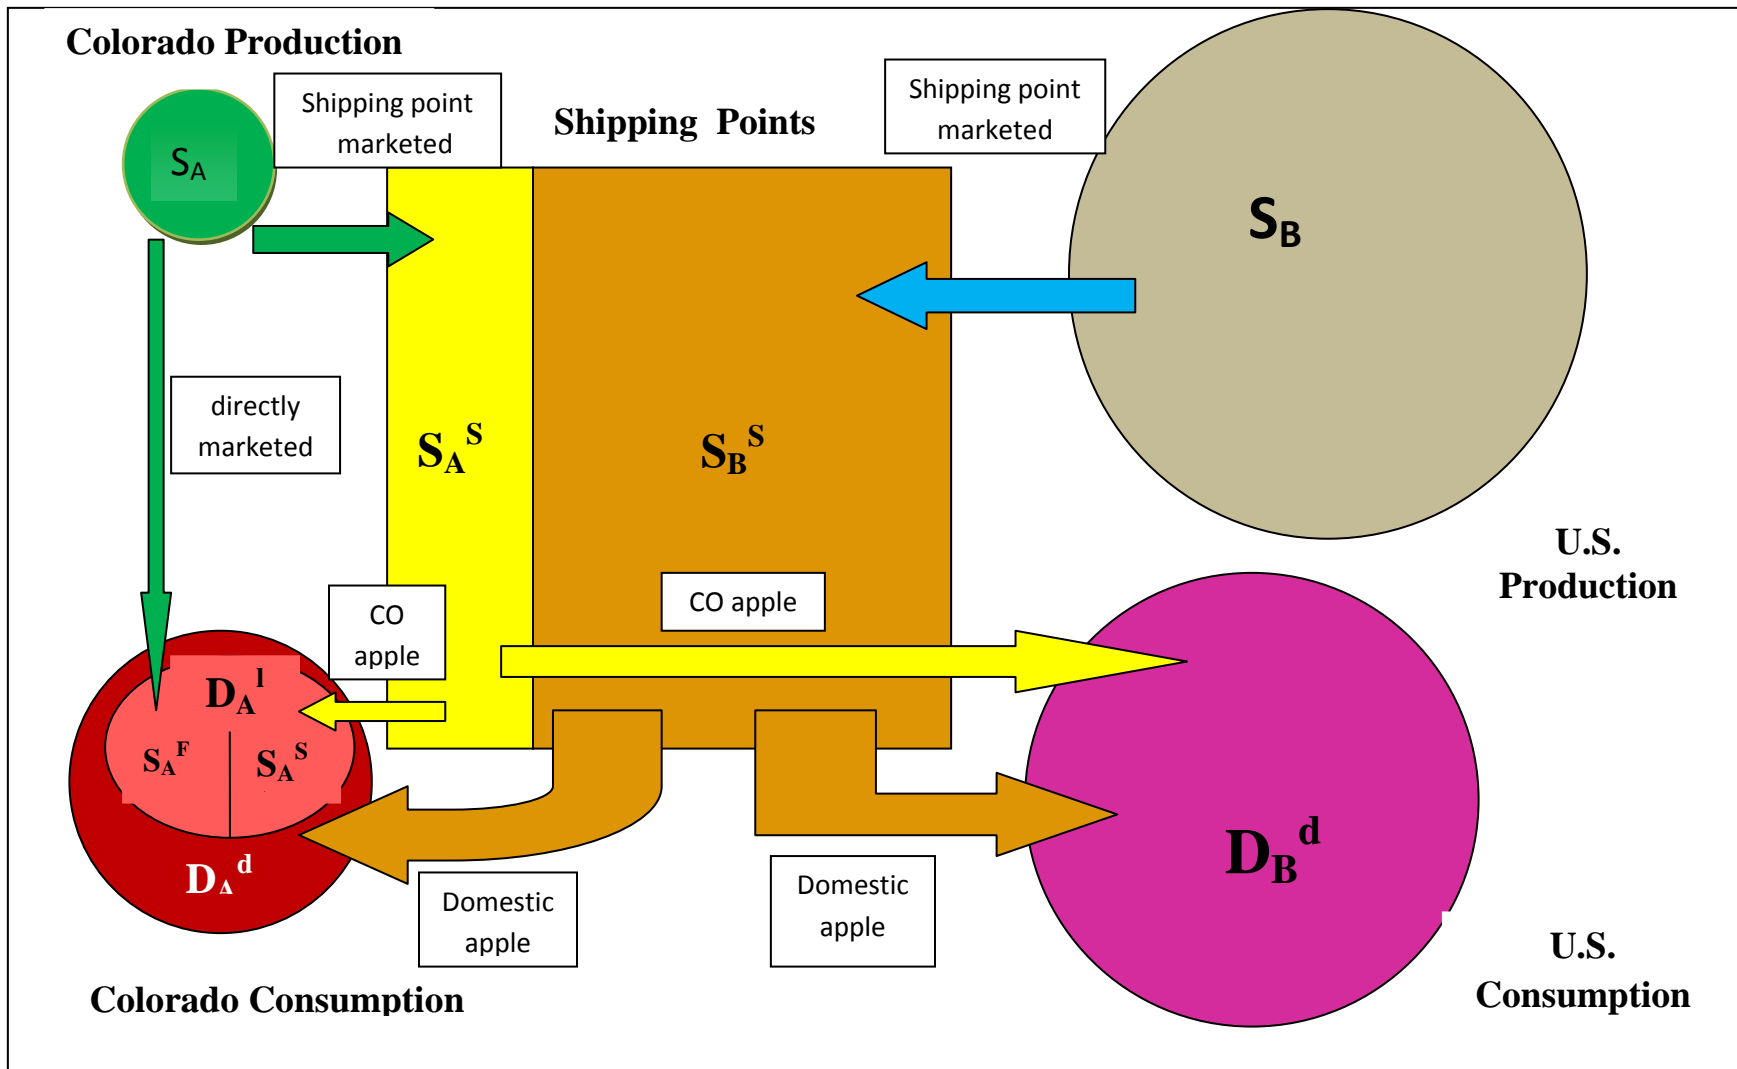 Colorado Production
Shipping point
marketed
Shipping Points
Shipping point
marketed
S_A
S_B
directly
marketed
S_A^S
S_B^S
U.S.
Production
CO
apple
CO apple
D_A^l
S_A^F
S_A^S
D_A^d
Domestic
apple
Domestic
apple
D_B^d
Colorado Consumption
U.S.
Consumption